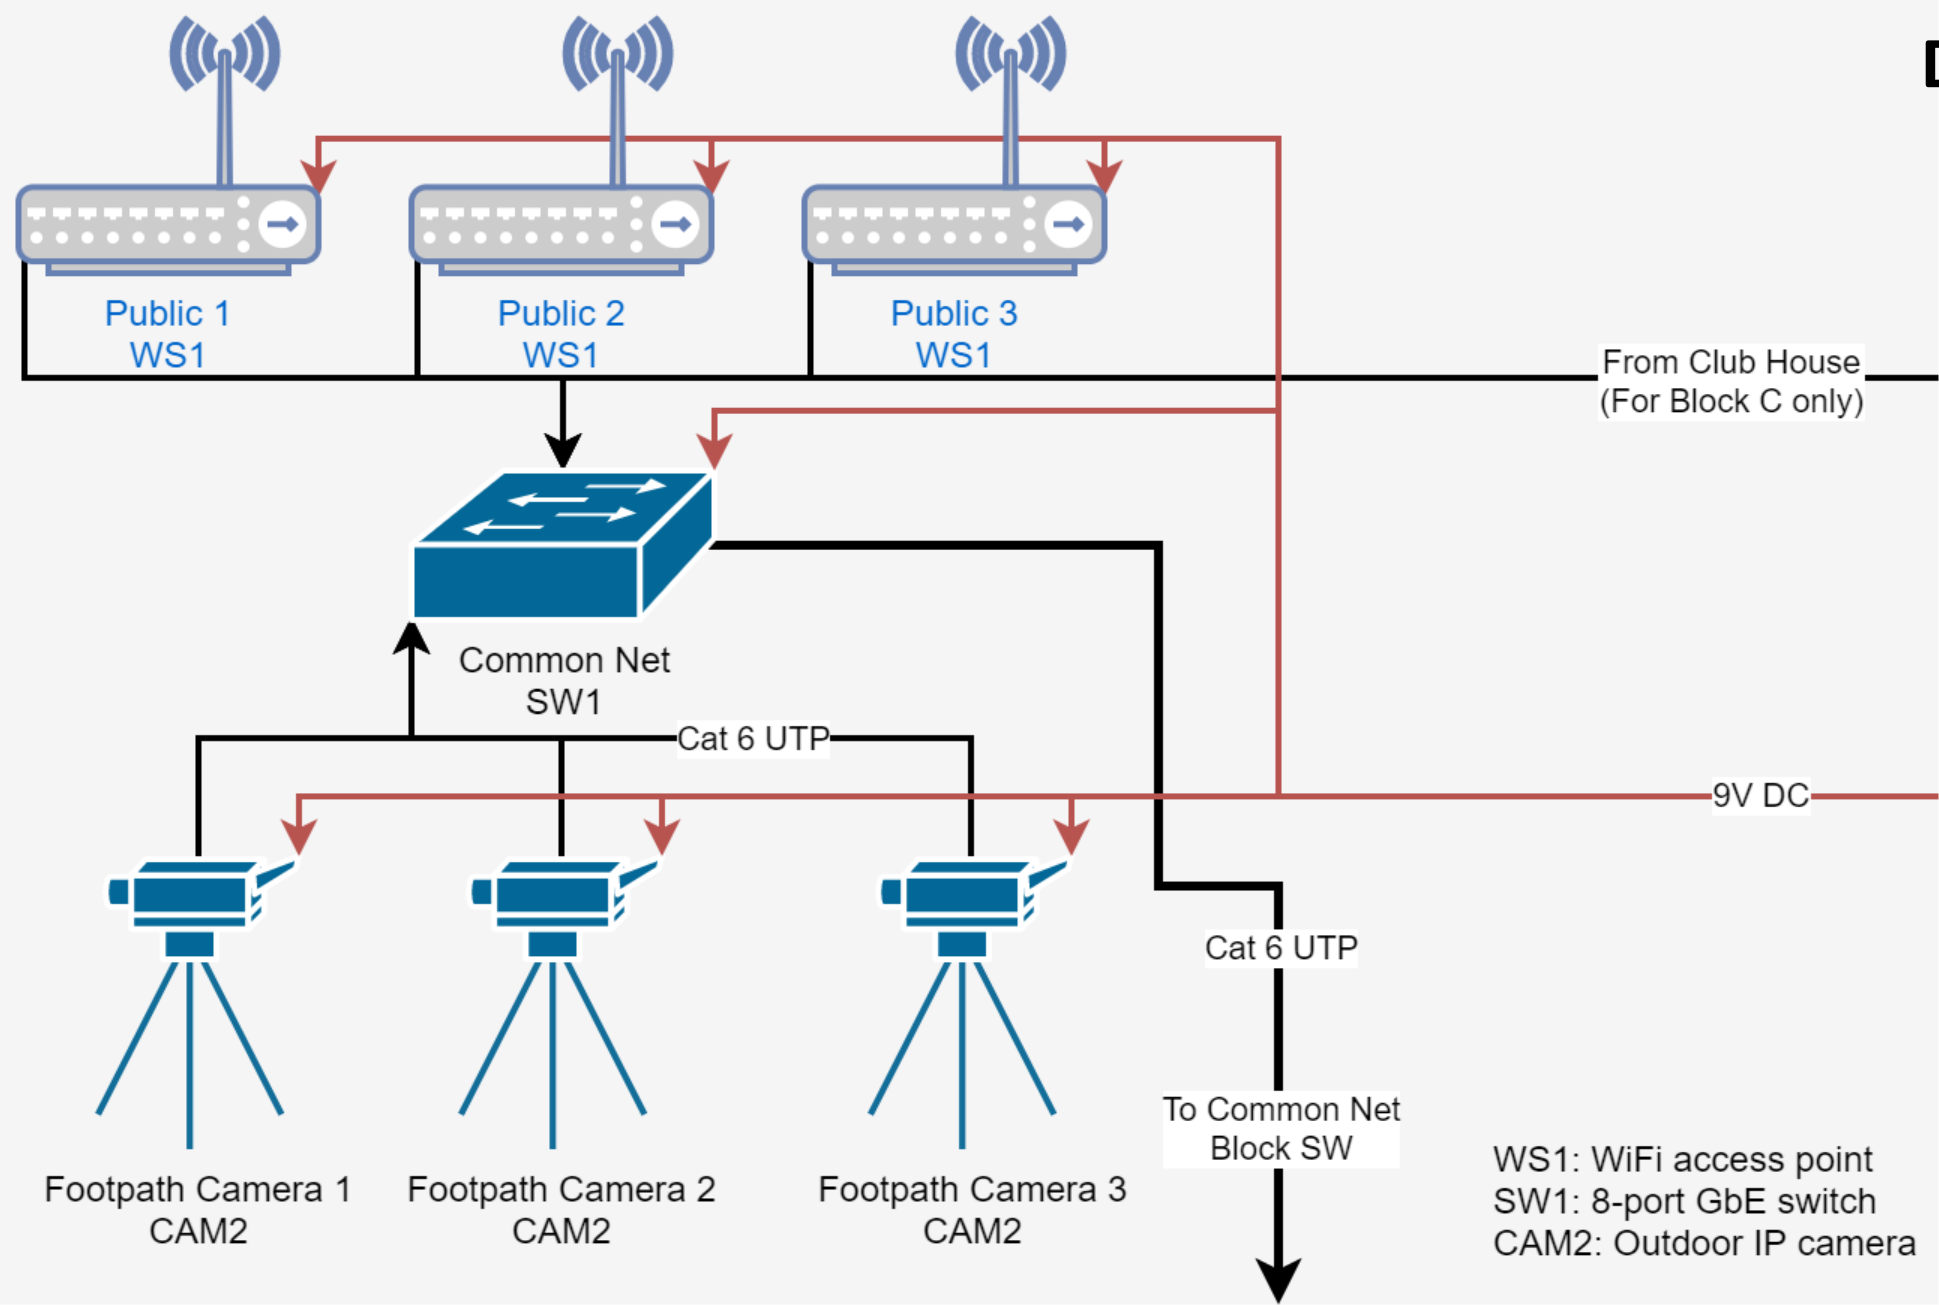 Public 1
WS1
Public 2
WS1
Public 3
WS1
From Club House
(For Block C only)
Common Net
SW1
Cat 6 UTP
9V DC
Cat 6 UTP
To Common Net
Block SW
Footpath Camera 1
CAM2
Footpath Camera 2
CAM2
Footpath Camera 3
CAM2
WS1: WiFi access point
SW1: 8-port GbE switch
CAM2: Outdoor IP camera